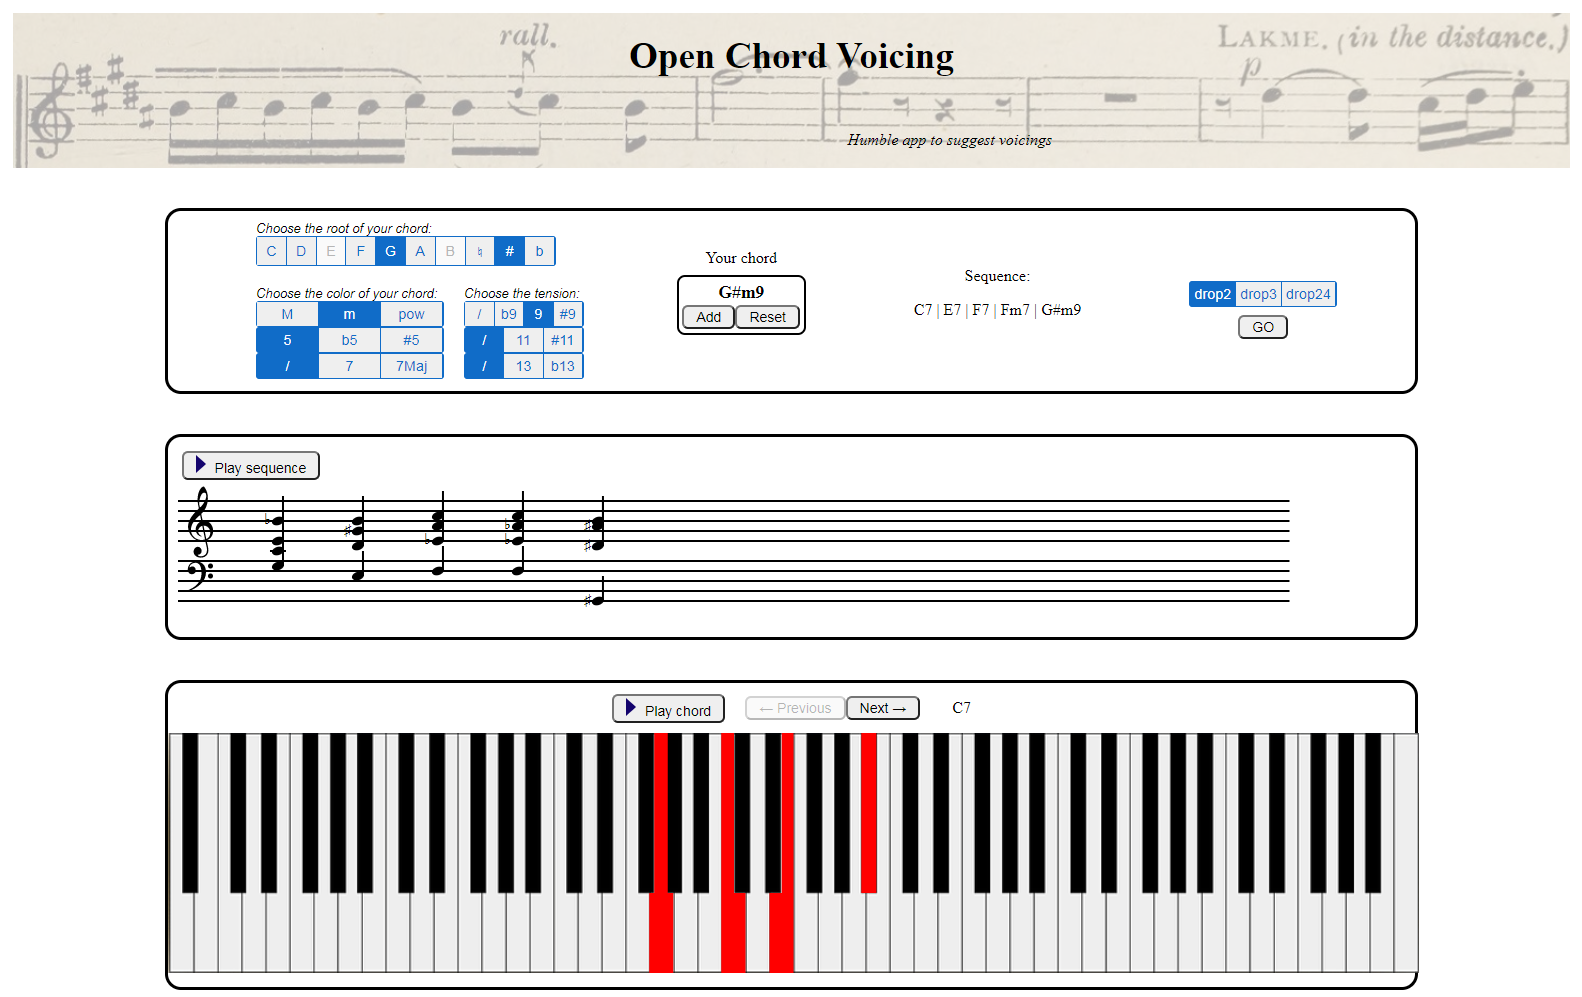 rall.
LAKME. (in the distance.)
Open Chord Voicing
p
Humble app to suggest voicings
Choose the root of your chord:
C D E F G A B ♮ # b
Choose the color of your chord:
M m pow
5 b5 #5
/ 7 7Maj
Choose the tension:
/ b9 9 #9
/ 11 #11
/ 13 b13
Your chord
G#m9
Add Reset
Sequence:
C7 | E7 | F7 | Fm7 | G#m9
drop2 drop3 drop24
GO
Play sequence
Play chord
← Previous Next →
C7